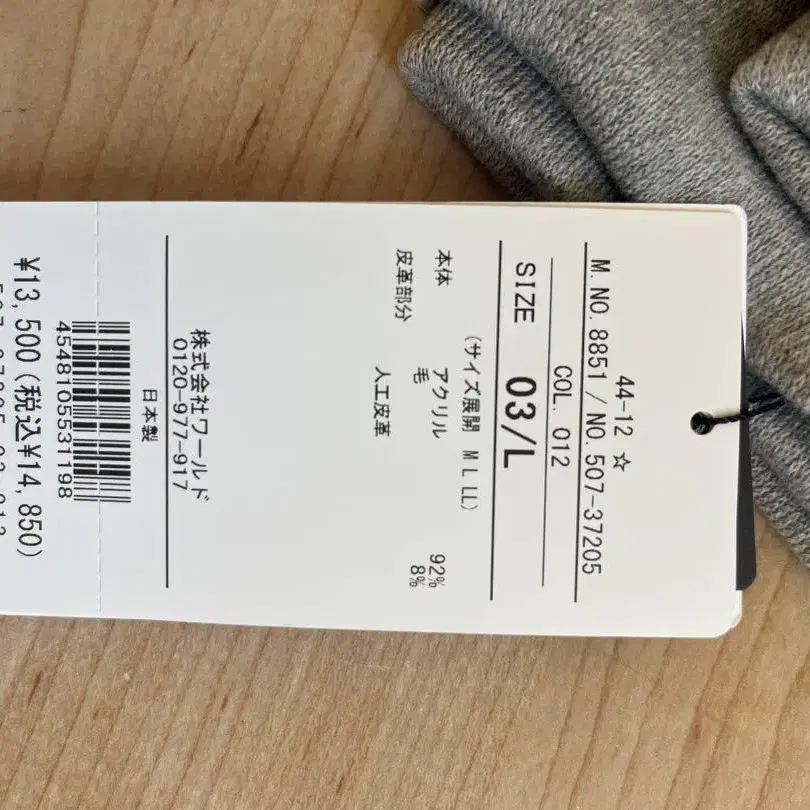 44-12 ☆
M. NO. 8851 / NO. 507-37205
COL. 012
SIZE 03/L
(サイズ展開 M L LL)
本体 アクリル 92%
毛 8%
皮革部分 人工皮革
株式会社ワールド
0120-977-917
日本製
4548105531198
¥13,500(税込¥14,850)